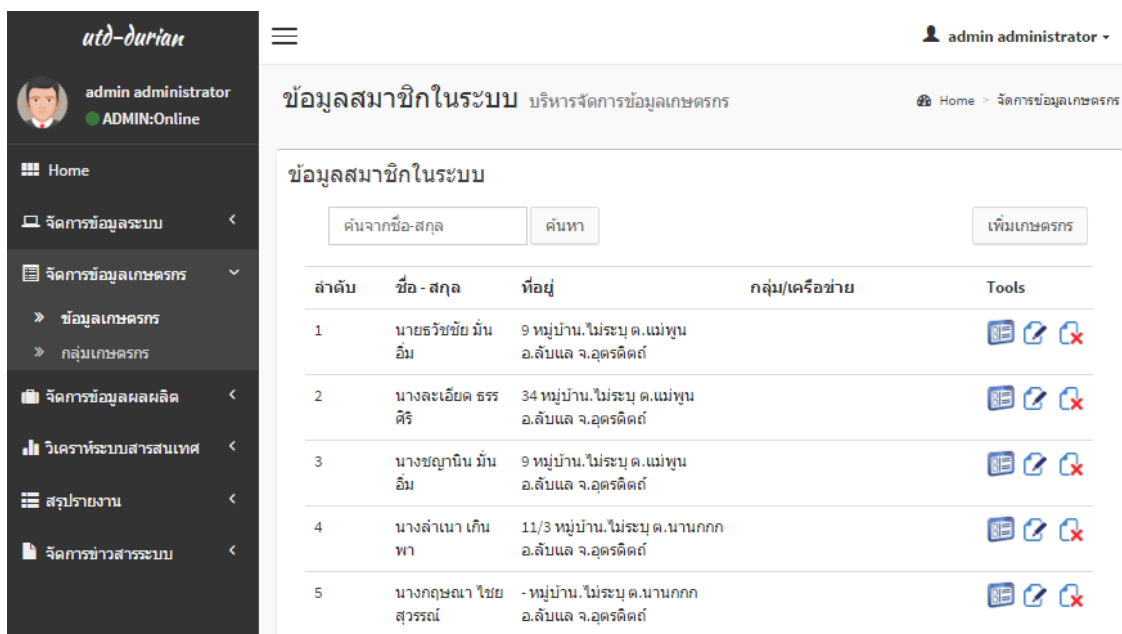 utd-durian
admin administrator
admin administrator
ADMIN:Online
ข้อมูลสมาชิกในระบบ บริหารจัดการข้อมูลเกษตรกร
Home > จัดการข้อมูลเกษตรกร
Home
จัดการข้อมูลระบบ
จัดการข้อมูลเกษตรกร
ข้อมูลเกษตรกร
กลุ่มเกษตรกร
จัดการข้อมูลผลผลิต
วิเคราห์ระบบสารสนเทศ
สรุปรายงาน
จัดการข่าวสารระบบ
ข้อมูลสมาชิกในระบบ
ค้นจากชื่อ-สกุล ค้นหา เพิ่มเกษตรกร
ลำดับ ชื่อ - สกุล ที่อยู่ กลุ่ม/เครือข่าย Tools
1 นายธวัชชัย มั่น 9 หมู่บ้าน.ไม่ระบุ ต.แม่พูน
อิ่ม อ.ลับแล จ.อุตรดิตถ์
2 นางละเอียด ธรร 34 หมู่บ้าน.ไม่ระบุ ต.แม่พูน
ศิริ อ.ลับแล จ.อุตรดิตถ์
3 นางชญานิน มั่น 9 หมู่บ้าน.ไม่ระบุ ต.แม่พูน
อิ่ม อ.ลับแล จ.อุตรดิตถ์
4 นางลำเนา เกิน 11/3 หมู่บ้าน.ไม่ระบุ ต.นานกกก
พา อ.ลับแล จ.อุตรดิตถ์
5 นางกฤษณา ไชย - หมู่บ้าน.ไม่ระบุ ต.นานกกก
สุวรรณ์ อ.ลับแล จ.อุตรดิตถ์